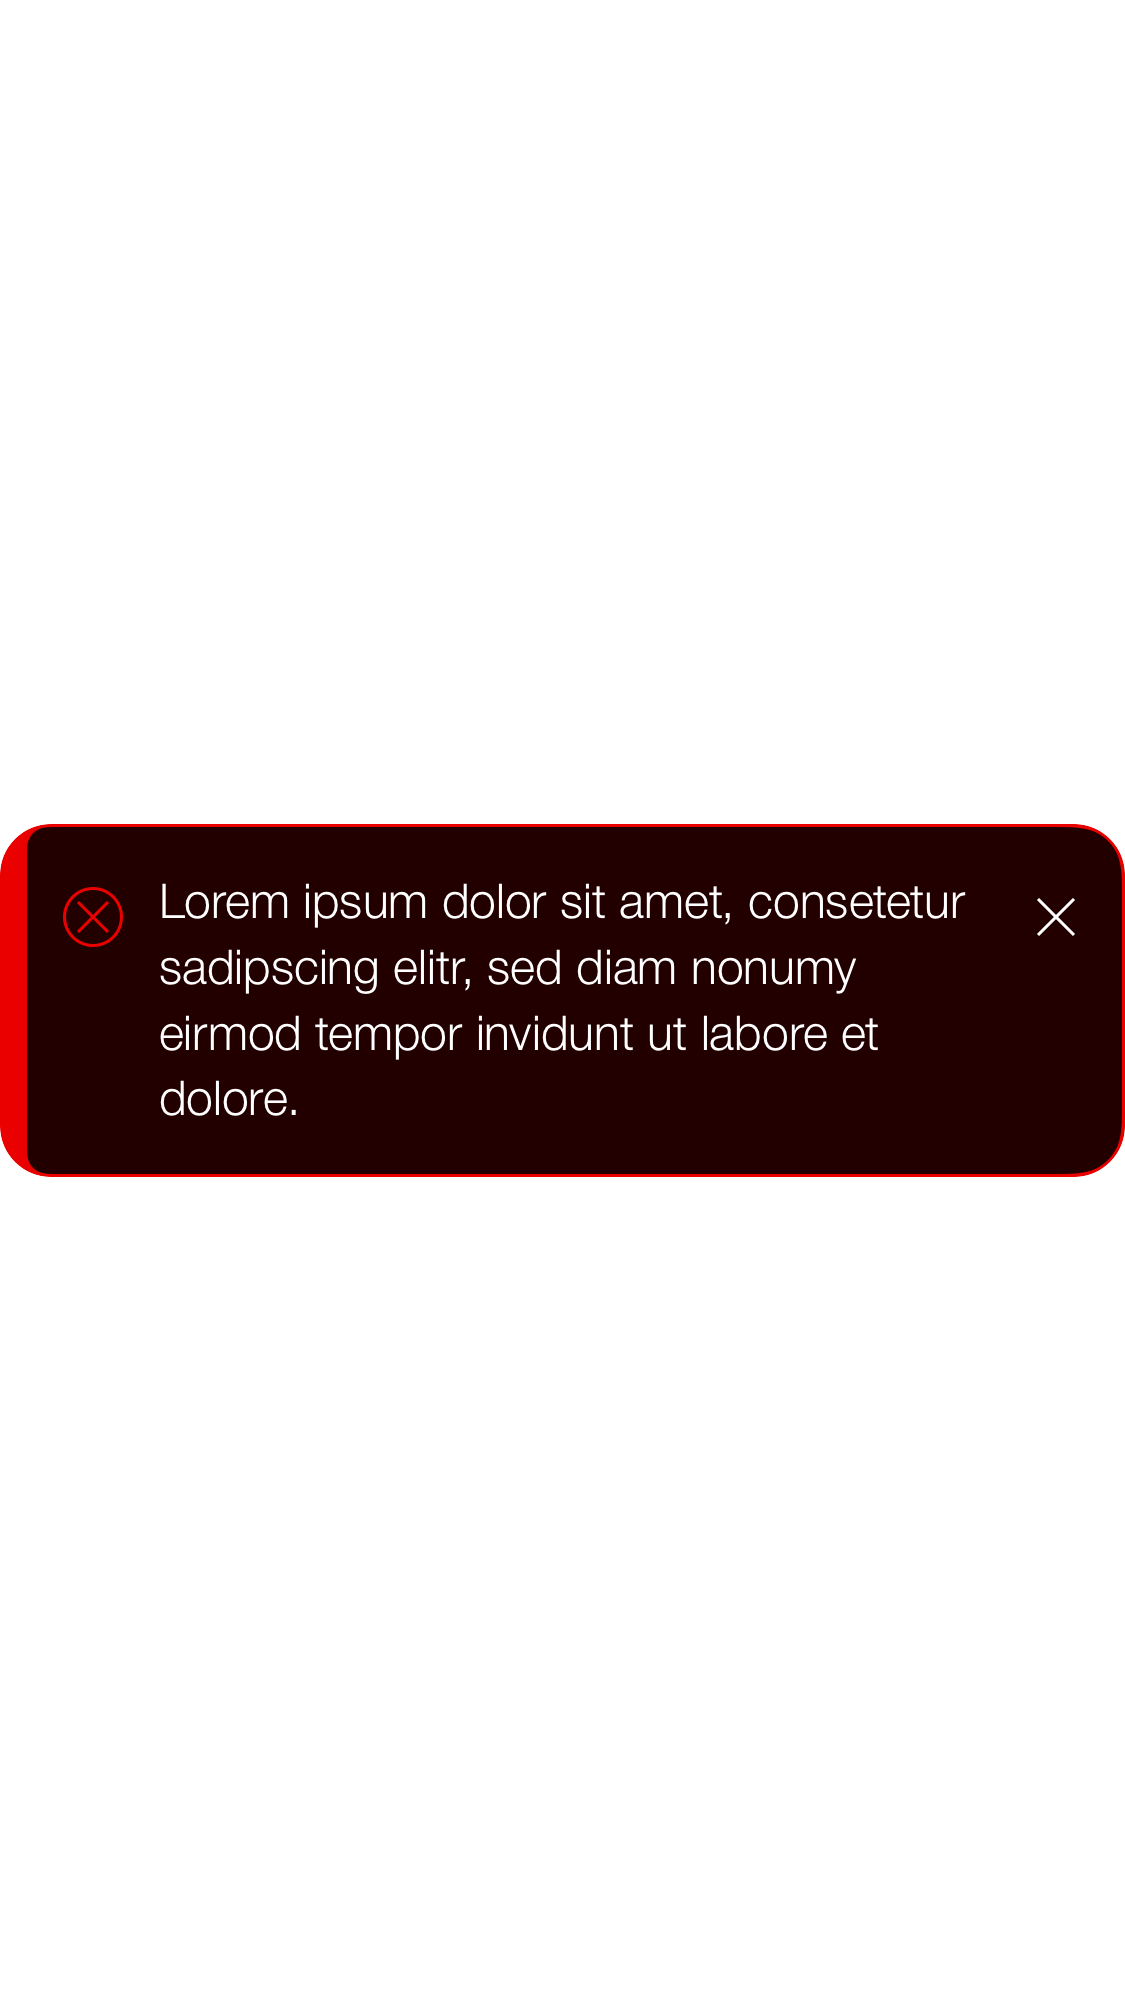 Lorem ipsum dolor sit amet, consetetur
sadipscing elitr, sed diam nonumy
eirmod tempor invidunt ut labore et
dolore.